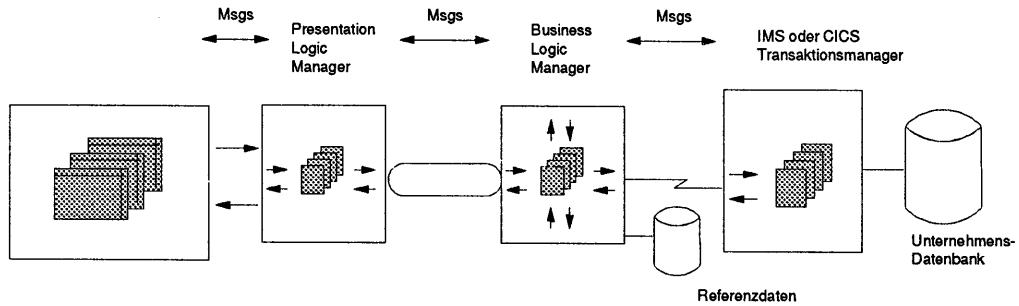 Msgs
Presentation
Logic
Manager
Msgs
Business
Logic
Manager
Msgs
IMS oder CICS
Transaktionsmanager
Unternehmens-
Datenbank
Referenzdaten